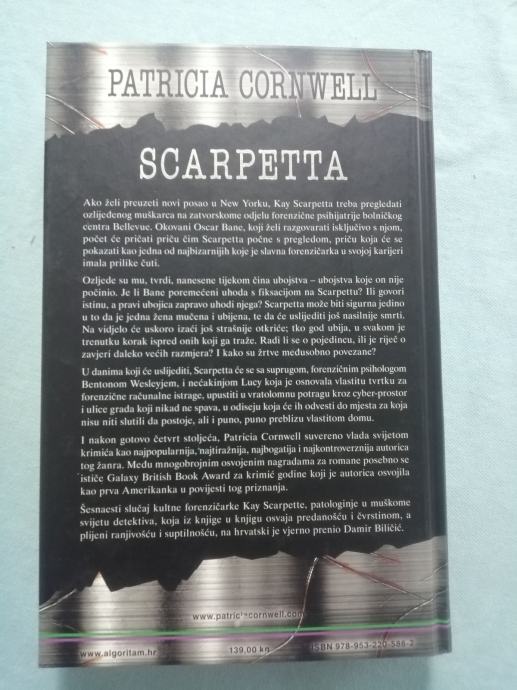 PATRICIA CORNWELL
SCARPETTA
Ako želi preuzeti novi posao u New Yorku, Kay Scarpetta treba pregledati
ozlijeđenog muškarca na zatvorskome odjelu forenzične psihijatrije bolničkog
centra Bellevue. Okovani Oscar Bane, koji želi razgovarati isključivo s njom,
počet će pričati priču čim Scarpetta počne s pregledom, priču koja će se
pokazati kao jedna od najbizarnijih koje je slavna forenzičarka u svojoj karijeri
imala prilike čuti.
Ozljede su mu, tvrdi, nanesene tijekom čina ubojstva – ubojstva koje on nije
počinio. Je li Bane poremećeni uhoda s fiksacijom na Scarpettu? Ili govori
istinu, a pravi ubojica zapravo uhodi njega? Scarpetta može biti sigurna jedino
u to da je jedna žena mučena i ubijena, te da će uslijediti još nasilnije smrti.
Na vidjelo će uskoro izaći još strašnije otkriće; tko god ubija, u svakom je
trenutku korak ispred onih koji ga traže. Radi li se o pojedincu, ili je riječ o
zavjeri daleko većih razmjera? I kako su žrtve međusobno povezane?
U danima koji će uslijediti, Scarpetta će se sa suprugom, forenzičnim psihologom
Bentonom Wesleyjem, i nećakinjom Lucy koja je osnovala vlastitu tvrtku za
forenzične računalne istrage, upustiti u vratolomnu potragu kroz cyber-prostor
i ulice grada koji nikad ne spava, u odiseju koja će ih odvesti do mjesta za koja
nisu niti slutili da postoje, ali i puno, puno preblizu vlastitom domu.
I nakon gotovo četvrt stoljeća, Patricia Cornwell suvereno vlada svijetom
krimića kao najpopularnija, najtiražnija, najbogatija i najkontroverznija autorica
tog žanra. Među mnogobrojnim osvojenim nagradama za romane posebno se
ističe Galaxy British Book Award za krimić godine koji je autorica osvojila
kao prva Amerikanka u povijesti tog priznanja.
Šesnaesti slučaj kultne forenzičarke Kay Scarpette, patologinje u muškome
svijetu detektiva, koja iz knjige u knjigu osvaja predanošću i čvrstinom, a
plijeni ranjivošću i suptilnošću, na hrvatski je vjerno prenio Damir Biličić.
www.patriciacornwell.com
www.algoritam.hr
139,00 kn
ISBN 978-953-220-586-2